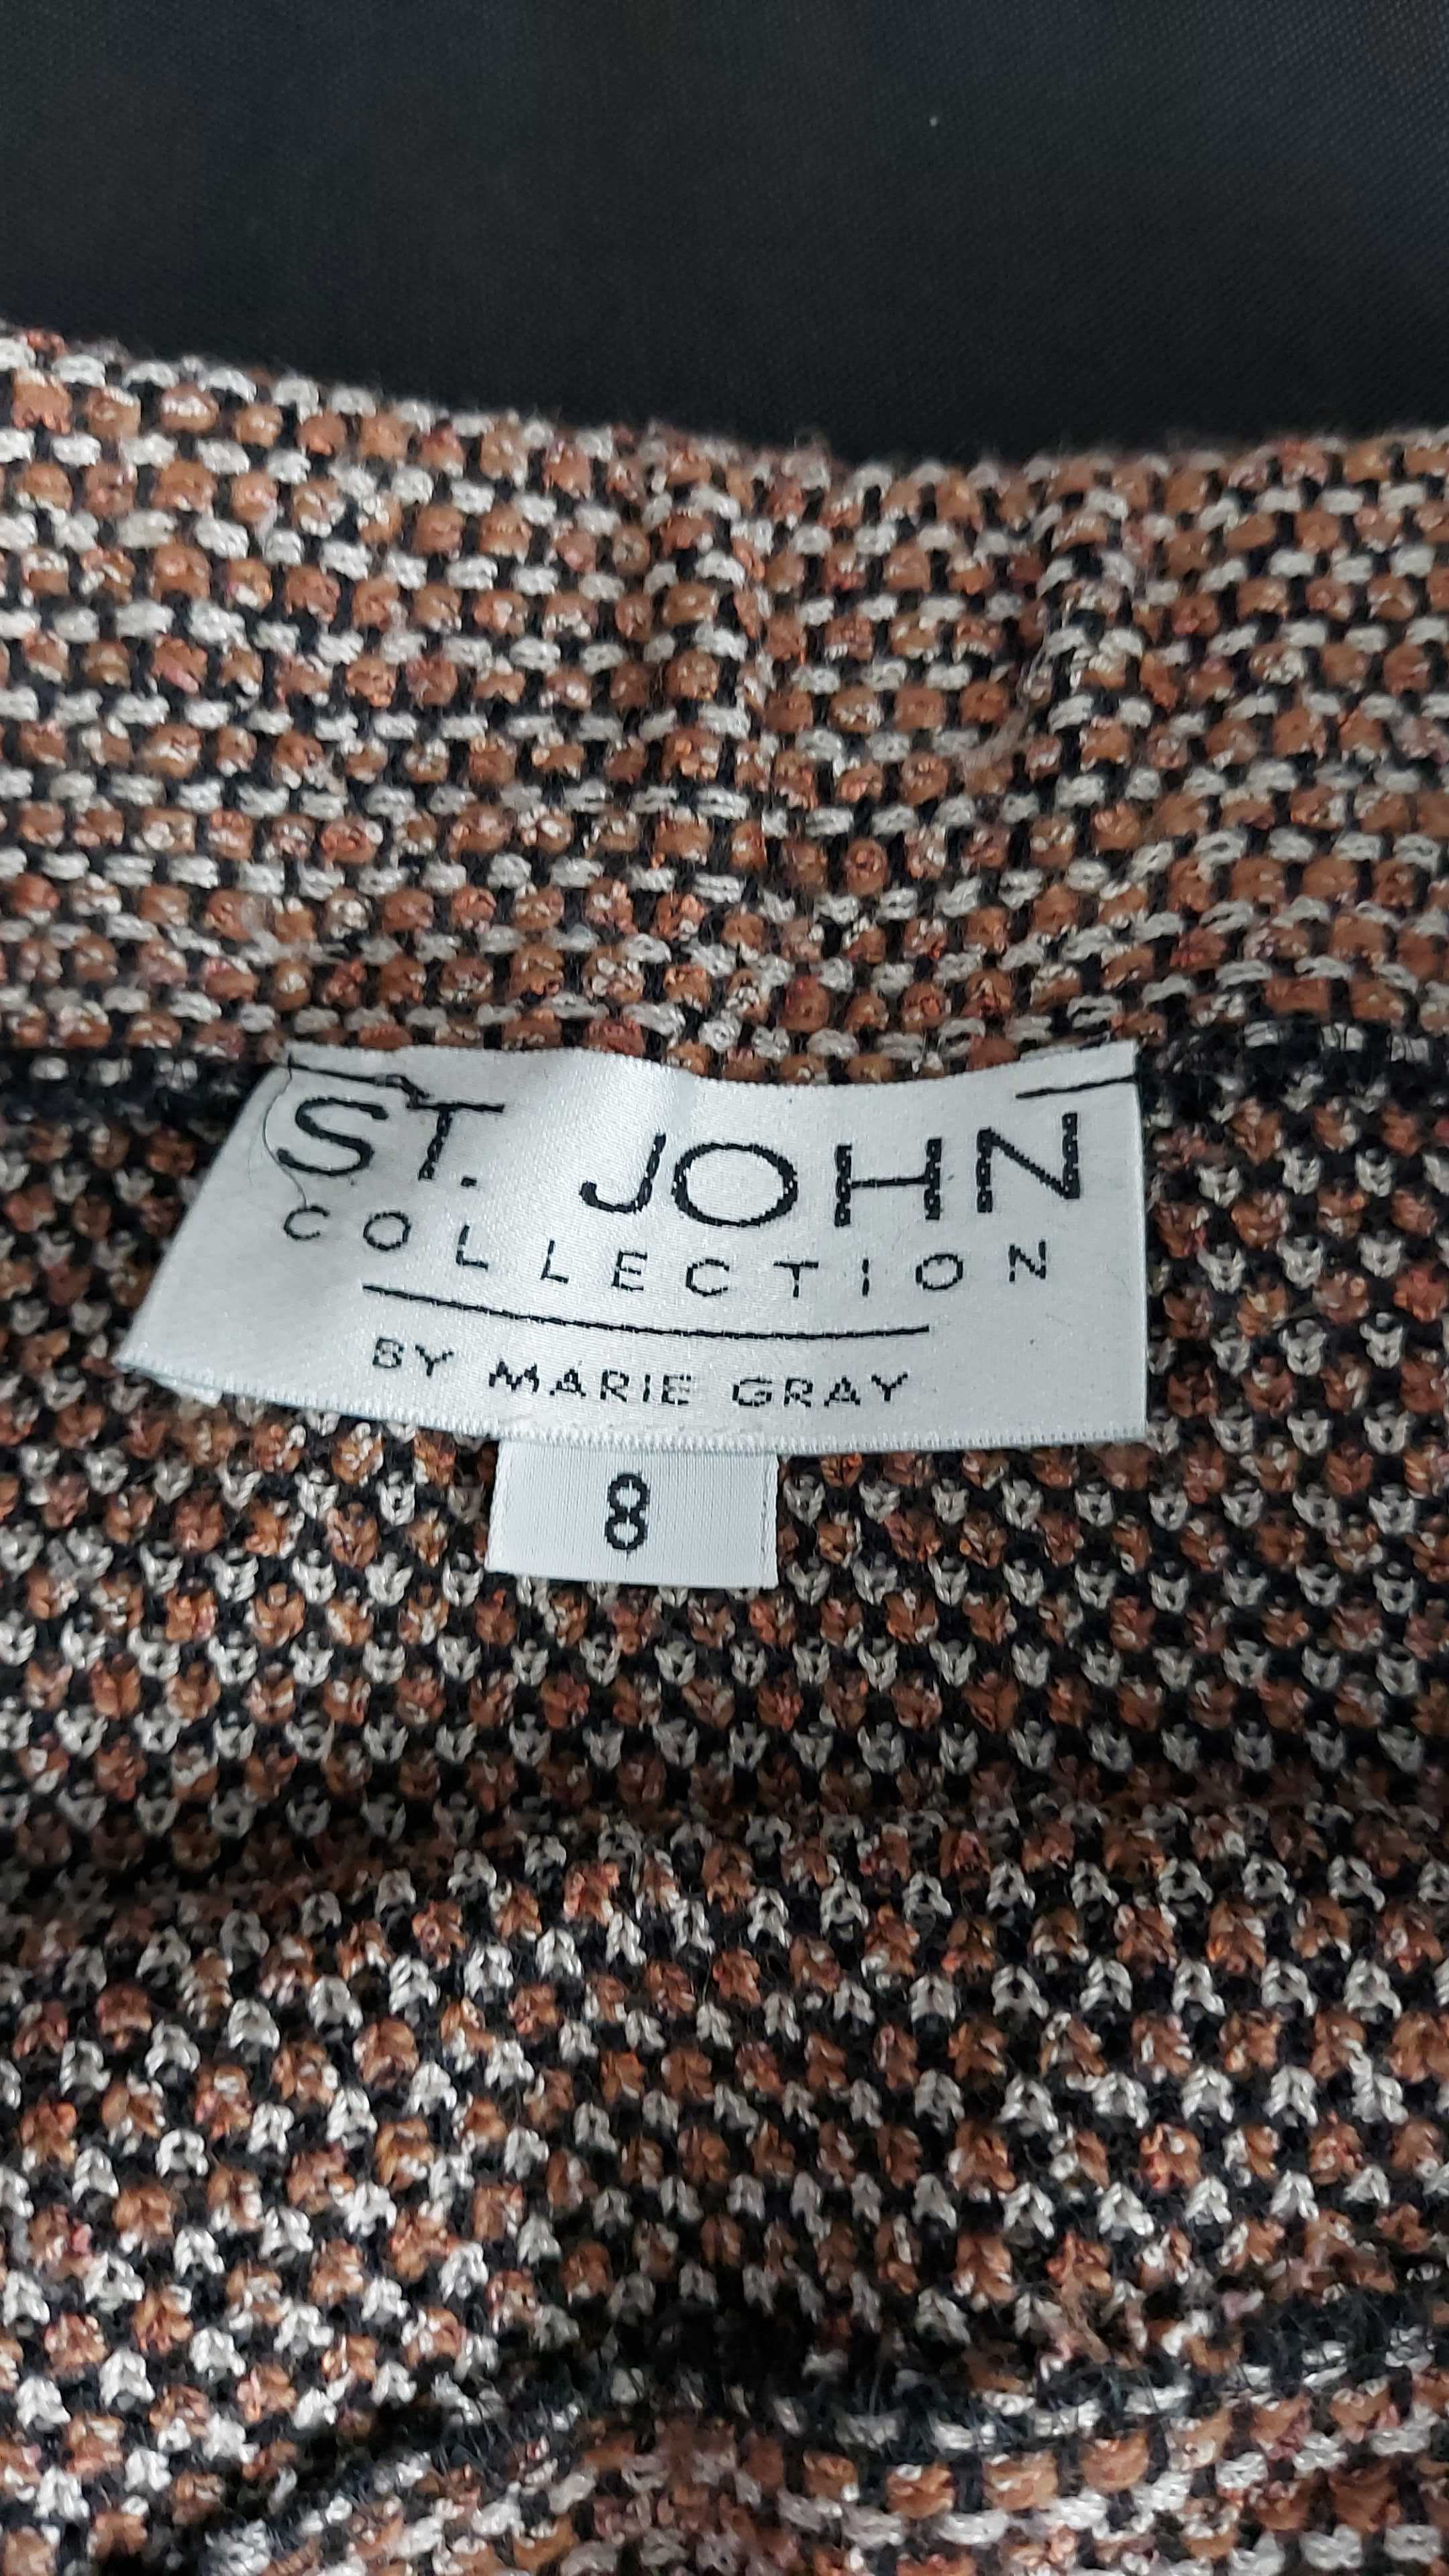 ST. JOHN
COLLECTION
BY MARIE GRAY
8